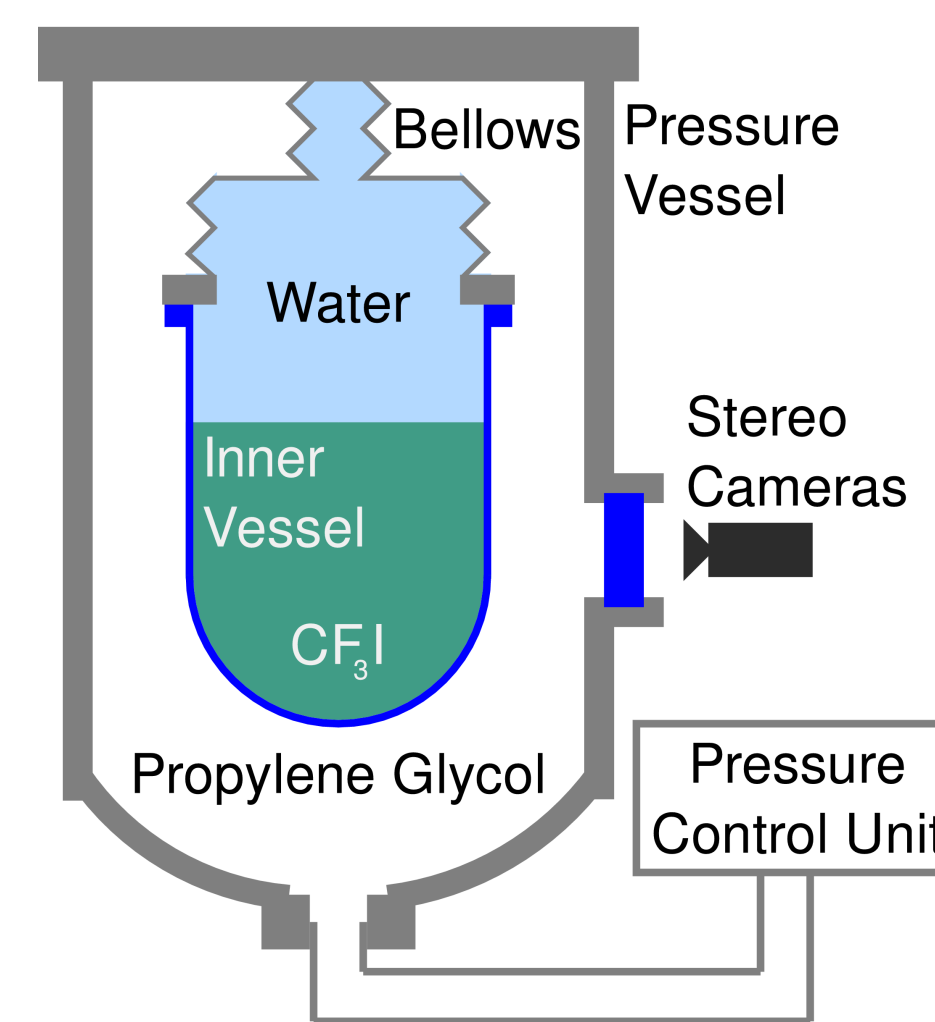 Bellows
Pressure
Vessel
Water
Stereo
Cameras
Inner
Vessel
CF₃I
Propylene Glycol
Pressure
Control Unit